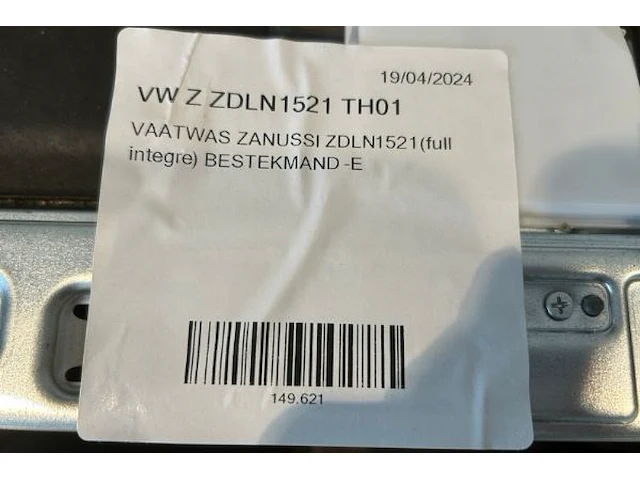 19/04/2024
VW Z ZDLN1521 TH01
VAATWAS ZANUSSI ZDLN1521(full
integre) BESTEKMAND -E
149.621